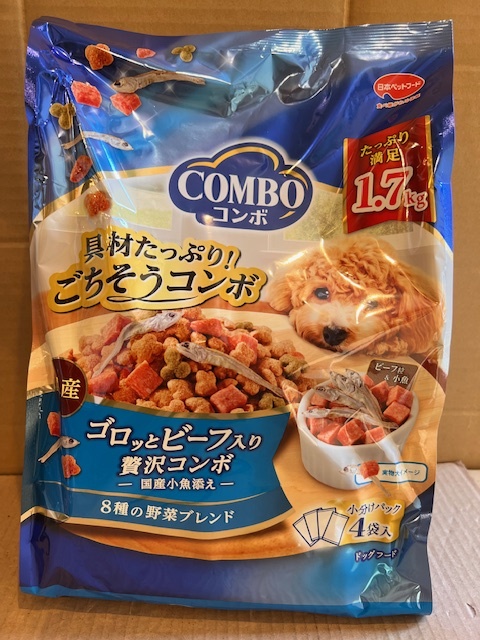 日本ペットフード
たっぷり
満足
1.7kg
COMBO
コンボ
具材たっぷり!
ごちそうコンボ
産
ビーフ粒
&小魚
ゴロッとビーフ入り
贅沢コンボ
国産小魚添え
8種の野菜ブレンド
小分けパック
4袋入
ドッグフード